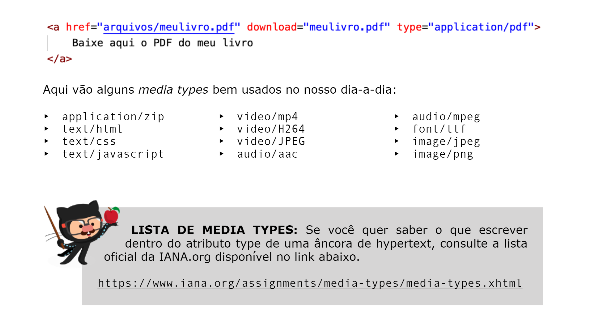 <a href="arquivos/meulivro.pdf" download="meulivro.pdf" type="application/pdf">
Baixe aqui o PDF do meu livro
</a>
Aqui vão alguns media types bem usados no nosso dia-a-dia:
‣ application/zip
‣ text/html
‣ text/css
‣ text/javascript
‣ video/mp4
‣ video/H264
‣ video/JPEG
‣ audio/aac
‣ audio/mpeg
‣ font/ttf
‣ image/jpeg
‣ image/png
LISTA DE MEDIA TYPES: Se você quer saber o que escrever
dentro do atributo type de uma âncora de hypertext, consulte a lista
oficial da IANA.org disponível no link abaixo.
https://www.iana.org/assignments/media-types/media-types.xhtml